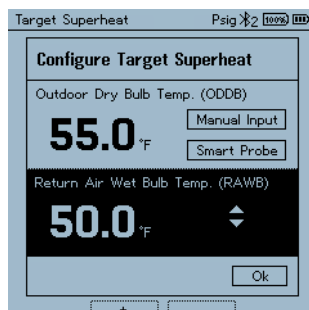 Target Superheat Psig 2 100%
Configure Target Superheat
Outdoor Dry Bulb Temp. (ODDB)
55.0 °F
Manual Input
Smart Probe
Return Air Wet Bulb Temp. (RAWB)
50.0 °F
Ok